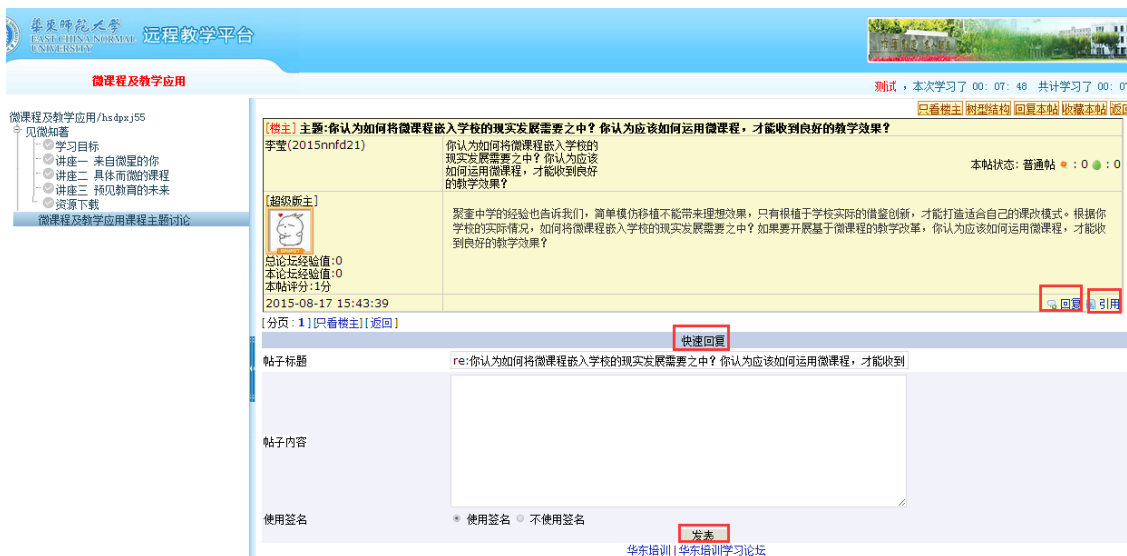 华东师范大学
EAST CHINA NORMAL
UNIVERSITY
远程教学平台
微课程及教学应用
测试 ，本次学习了 00: 07: 48 共计学习了 00: 0
微课程及教学应用/hsdpxj55
见微知著
学习目标
讲座一 来自微星的你
讲座二 具体而微的课程
讲座三 预见教育的未来
资源下载
微课程及教学应用课程主题讨论
只看楼主 树型结构 回复本帖 收藏本帖 返回
[楼主] 主题:你认为如何将微课程嵌入学校的现实发展需要之中？你认为应该如何运用微课程，才能收到良好的教学效果？
李莹(2015nnfd21)
你认为如何将微课程嵌入学校的
现实发展需要之中？你认为应该
如何运用微课程，才能收到良好
的教学效果？
本帖状态: 普通帖 : 0 : 0
[超级版主]
聚奎中学的经验也告诉我们，简单模仿移植不能带来理想效果，只有根植于学校实际的借鉴创新，才能打造适合自己的课改模式。根据你
学校的实际情况，如何将微课程嵌入学校的现实发展需要之中？如果要开展基于微课程的教学改革，你认为应该如何运用微课程，才能收
到良好的教学效果？
总论坛经验值:0
本论坛经验值:0
本帖评分:1分
2015-08-17 15:43:39
回复 引用
[分页: 1][只看楼主][返回]
快速回复
帖子标题
re:你认为如何将微课程嵌入学校的现实发展需要之中？你认为应该如何运用微课程，才能收到
帖子内容
使用签名
使用签名 不使用签名
发表
华东培训 | 华东培训学习论坛